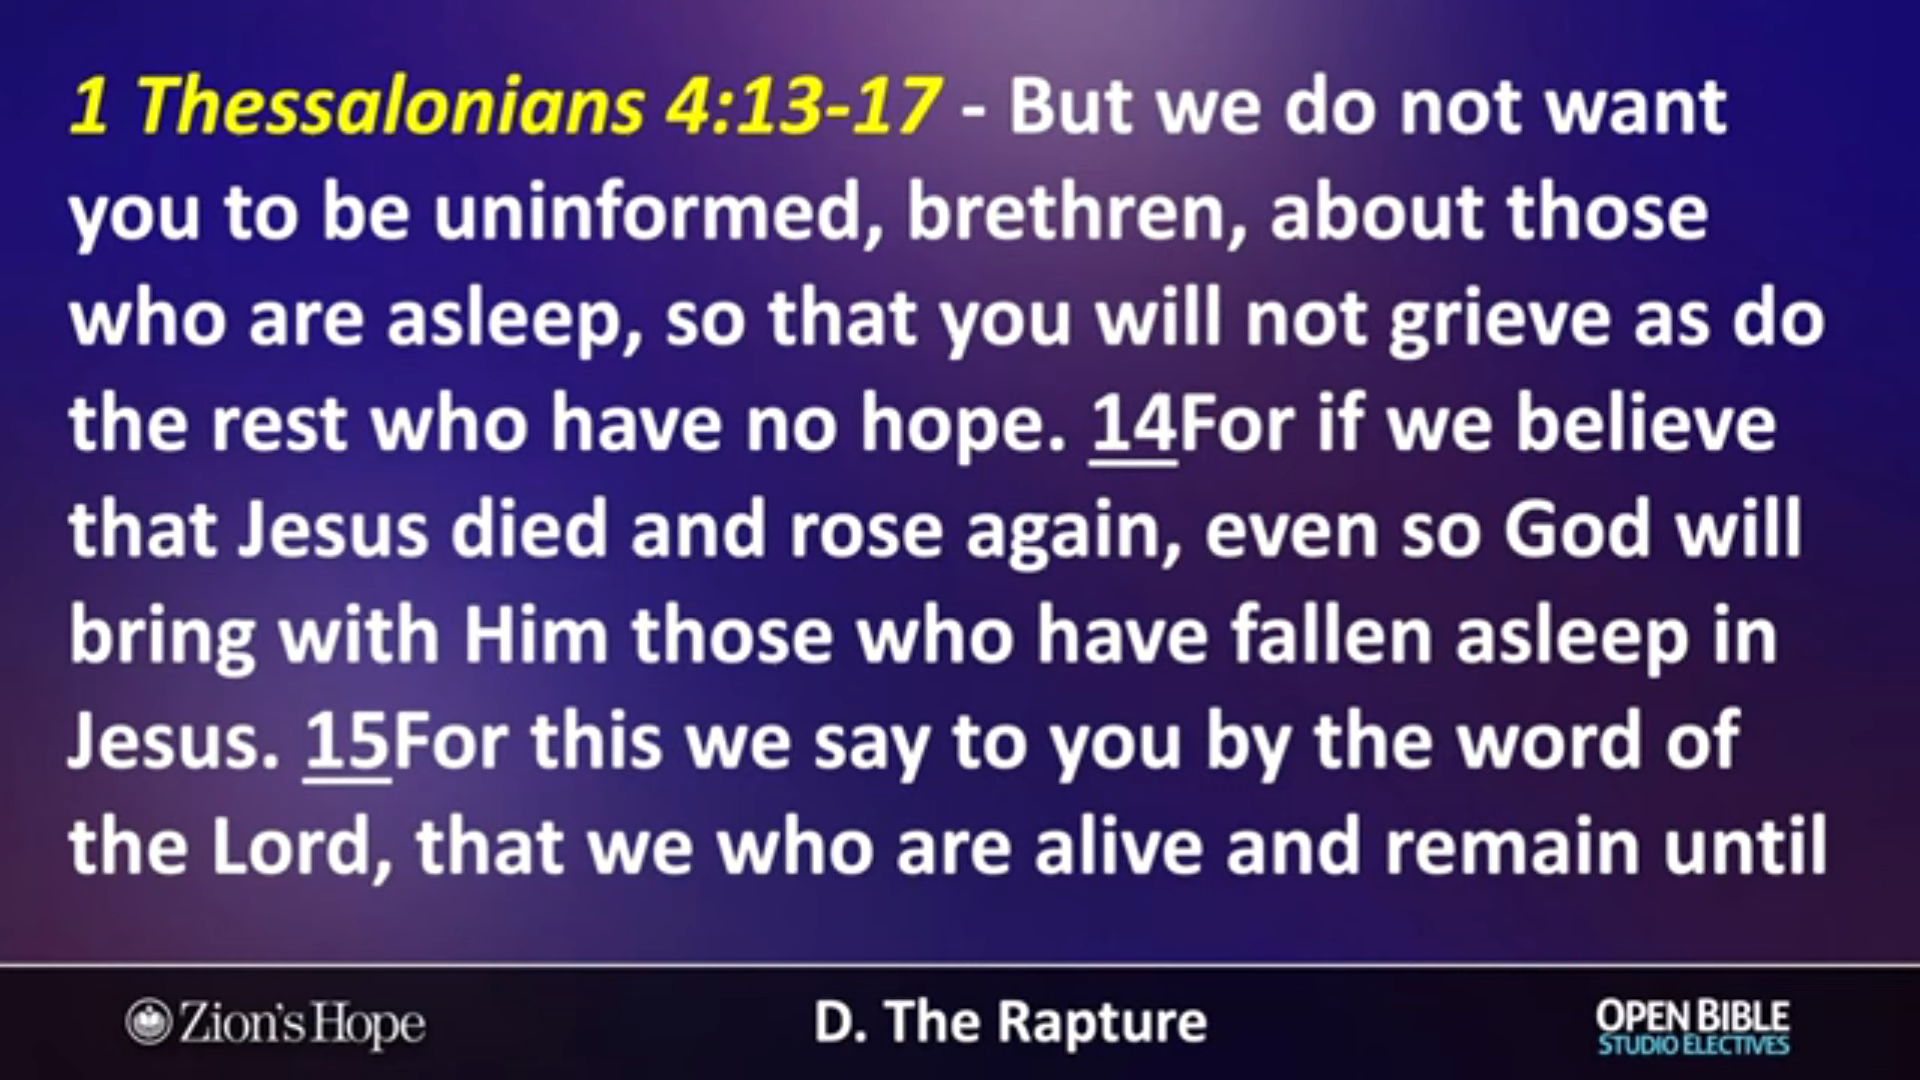 1 Thessalonians 4:13-17 - But we do not want
you to be uninformed, brethren, about those
who are asleep, so that you will not grieve as do
the rest who have no hope. 14For if we believe
that Jesus died and rose again, even so God will
bring with Him those who have fallen asleep in
Jesus. 15For this we say to you by the word of
the Lord, that we who are alive and remain until
Zion's Hope
D. The Rapture
OPEN BIBLE
STUDIO ELECTIVES